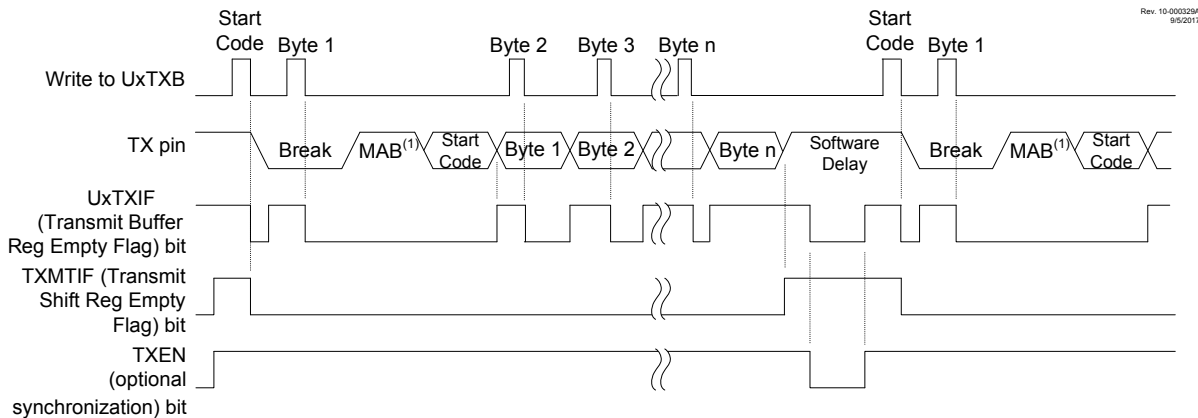 Rev. 10-000329A
9/5/2017
Start
Code
Byte 1
Byte 2
Byte 3
Byte n
Start
Code
Byte 1
Write to UxTXB
TX pin
Break
MAB(1)
Start
Code
Byte 1
Byte 2
Byte n
Software
Delay
Break
MAB(1)
Start
Code
UxTXIF
(Transmit Buffer
Reg Empty Flag) bit
TXMTIF (Transmit
Shift Reg Empty
Flag) bit
TXEN
(optional
synchronization) bit